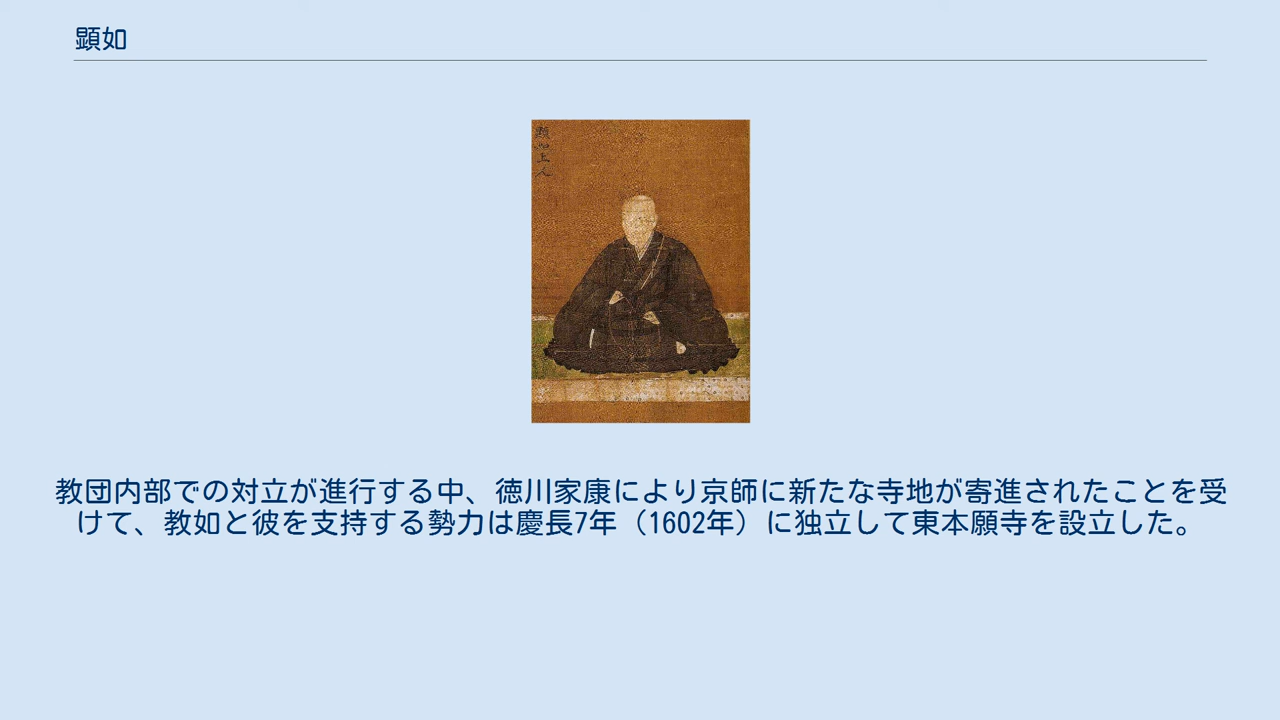 顕如
顕如上人
教団内部での対立が進行する中、徳川家康により京師に新たな寺地が寄進されたことを受
けて、教如と彼を支持する勢力は慶長7年（1602年）に独立して東本願寺を設立した。